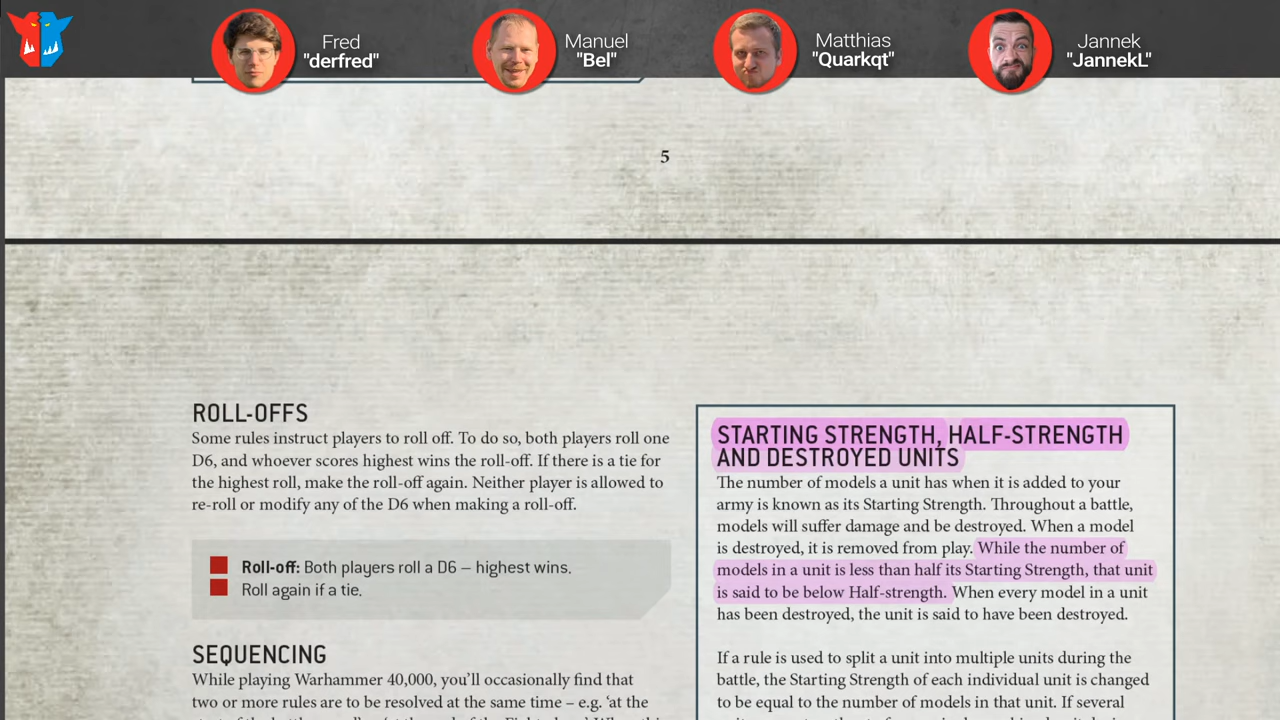 Fred
"derfred"
Manuel
"Bel"
Matthias
"Quarkqt"
Jannek
"JannekL"
5
ROLL-OFFS
Some rules instruct players to roll off. To do so, both players roll one
D6, and whoever scores highest wins the roll-off. If there is a tie for
the highest roll, make the roll-off again. Neither player is allowed to
re-roll or modify any of the D6 when making a roll-off.
Roll-off: Both players roll a D6 – highest wins.
Roll again if a tie.
SEQUENCING
While playing Warhammer 40,000, you'll occasionally find that
two or more rules are to be resolved at the same time – e.g. 'at the
STARTING STRENGTH, HALF-STRENGTH
AND DESTROYED UNITS
The number of models a unit has when it is added to your
army is known as its Starting Strength. Throughout a battle,
models will suffer damage and be destroyed. When a model
is destroyed, it is removed from play. While the number of
models in a unit is less than half its Starting Strength, that unit
is said to be below Half-strength. When every model in a unit
has been destroyed, the unit is said to have been destroyed.
If a rule is used to split a unit into multiple units during the
battle, the Starting Strength of each individual unit is changed
to be equal to the number of models in that unit. If several